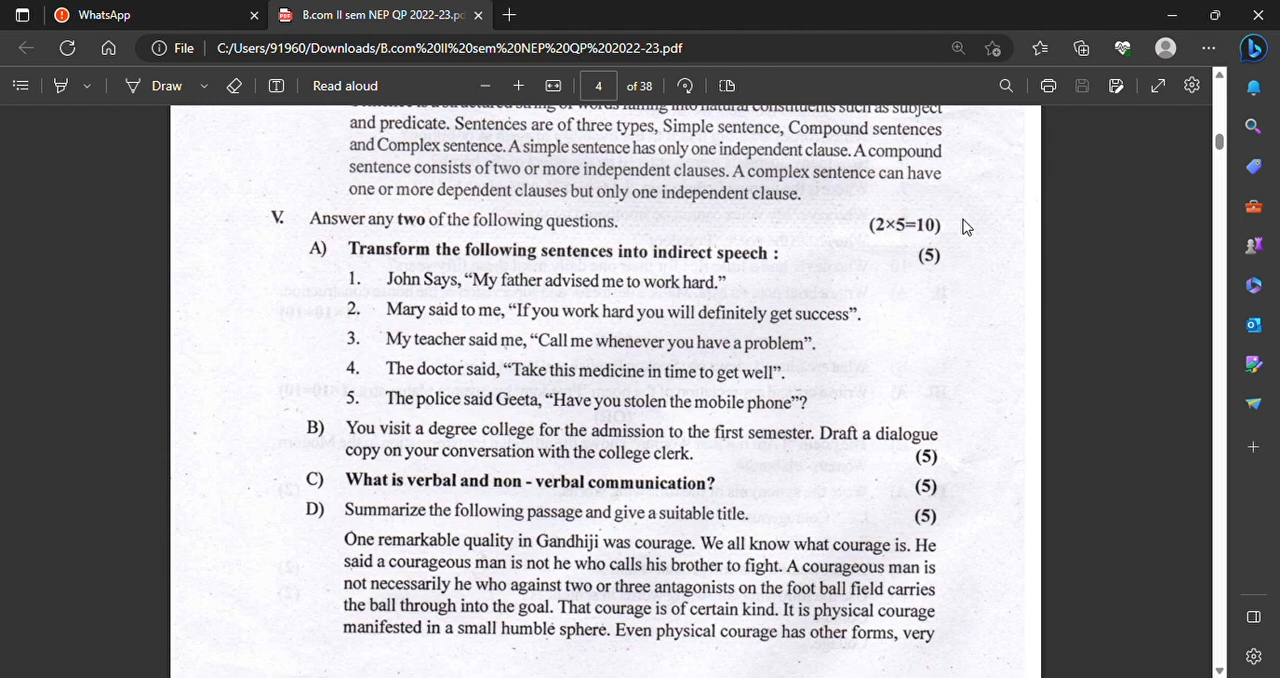 WhatsApp
B.com II sem NEP QP 2022-23.pd
File
C:/Users/91960/Downloads/B.com%20II%20sem%20NEP%20QP%202022-23.pdf
Draw
Read aloud
4 of 38
Sentence is a structured string of words falling into natural constituents such as subject
and predicate. Sentences are of three types, Simple sentence, Compound sentences
and Complex sentence. A simple sentence has only one independent clause. A compound
sentence consists of two or more independent clauses. A complex sentence can have
one or more dependent clauses but only one independent clause.
V. Answer any two of the following questions. (2×5=10)
A) Transform the following sentences into indirect speech : (5)
1. John Says, “My father advised me to work hard.”
2. Mary said to me, “If you work hard you will definitely get success”.
3. My teacher said me, “Call me whenever you have a problem”.
4. The doctor said, “Take this medicine in time to get well”.
5. The police said Geeta, “Have you stolen the mobile phone”?
B) You visit a degree college for the admission to the first semester. Draft a dialogue
copy on your conversation with the college clerk. (5)
C) What is verbal and non - verbal communication? (5)
D) Summarize the following passage and give a suitable title. (5)
One remarkable quality in Gandhiji was courage. We all know what courage is. He
said a courageous man is not he who calls his brother to fight. A courageous man is
not necessarily he who against two or three antagonists on the foot ball field carries
the ball through into the goal. That courage is of certain kind. It is physical courage
manifested in a small humble sphere. Even physical courage has other forms, very